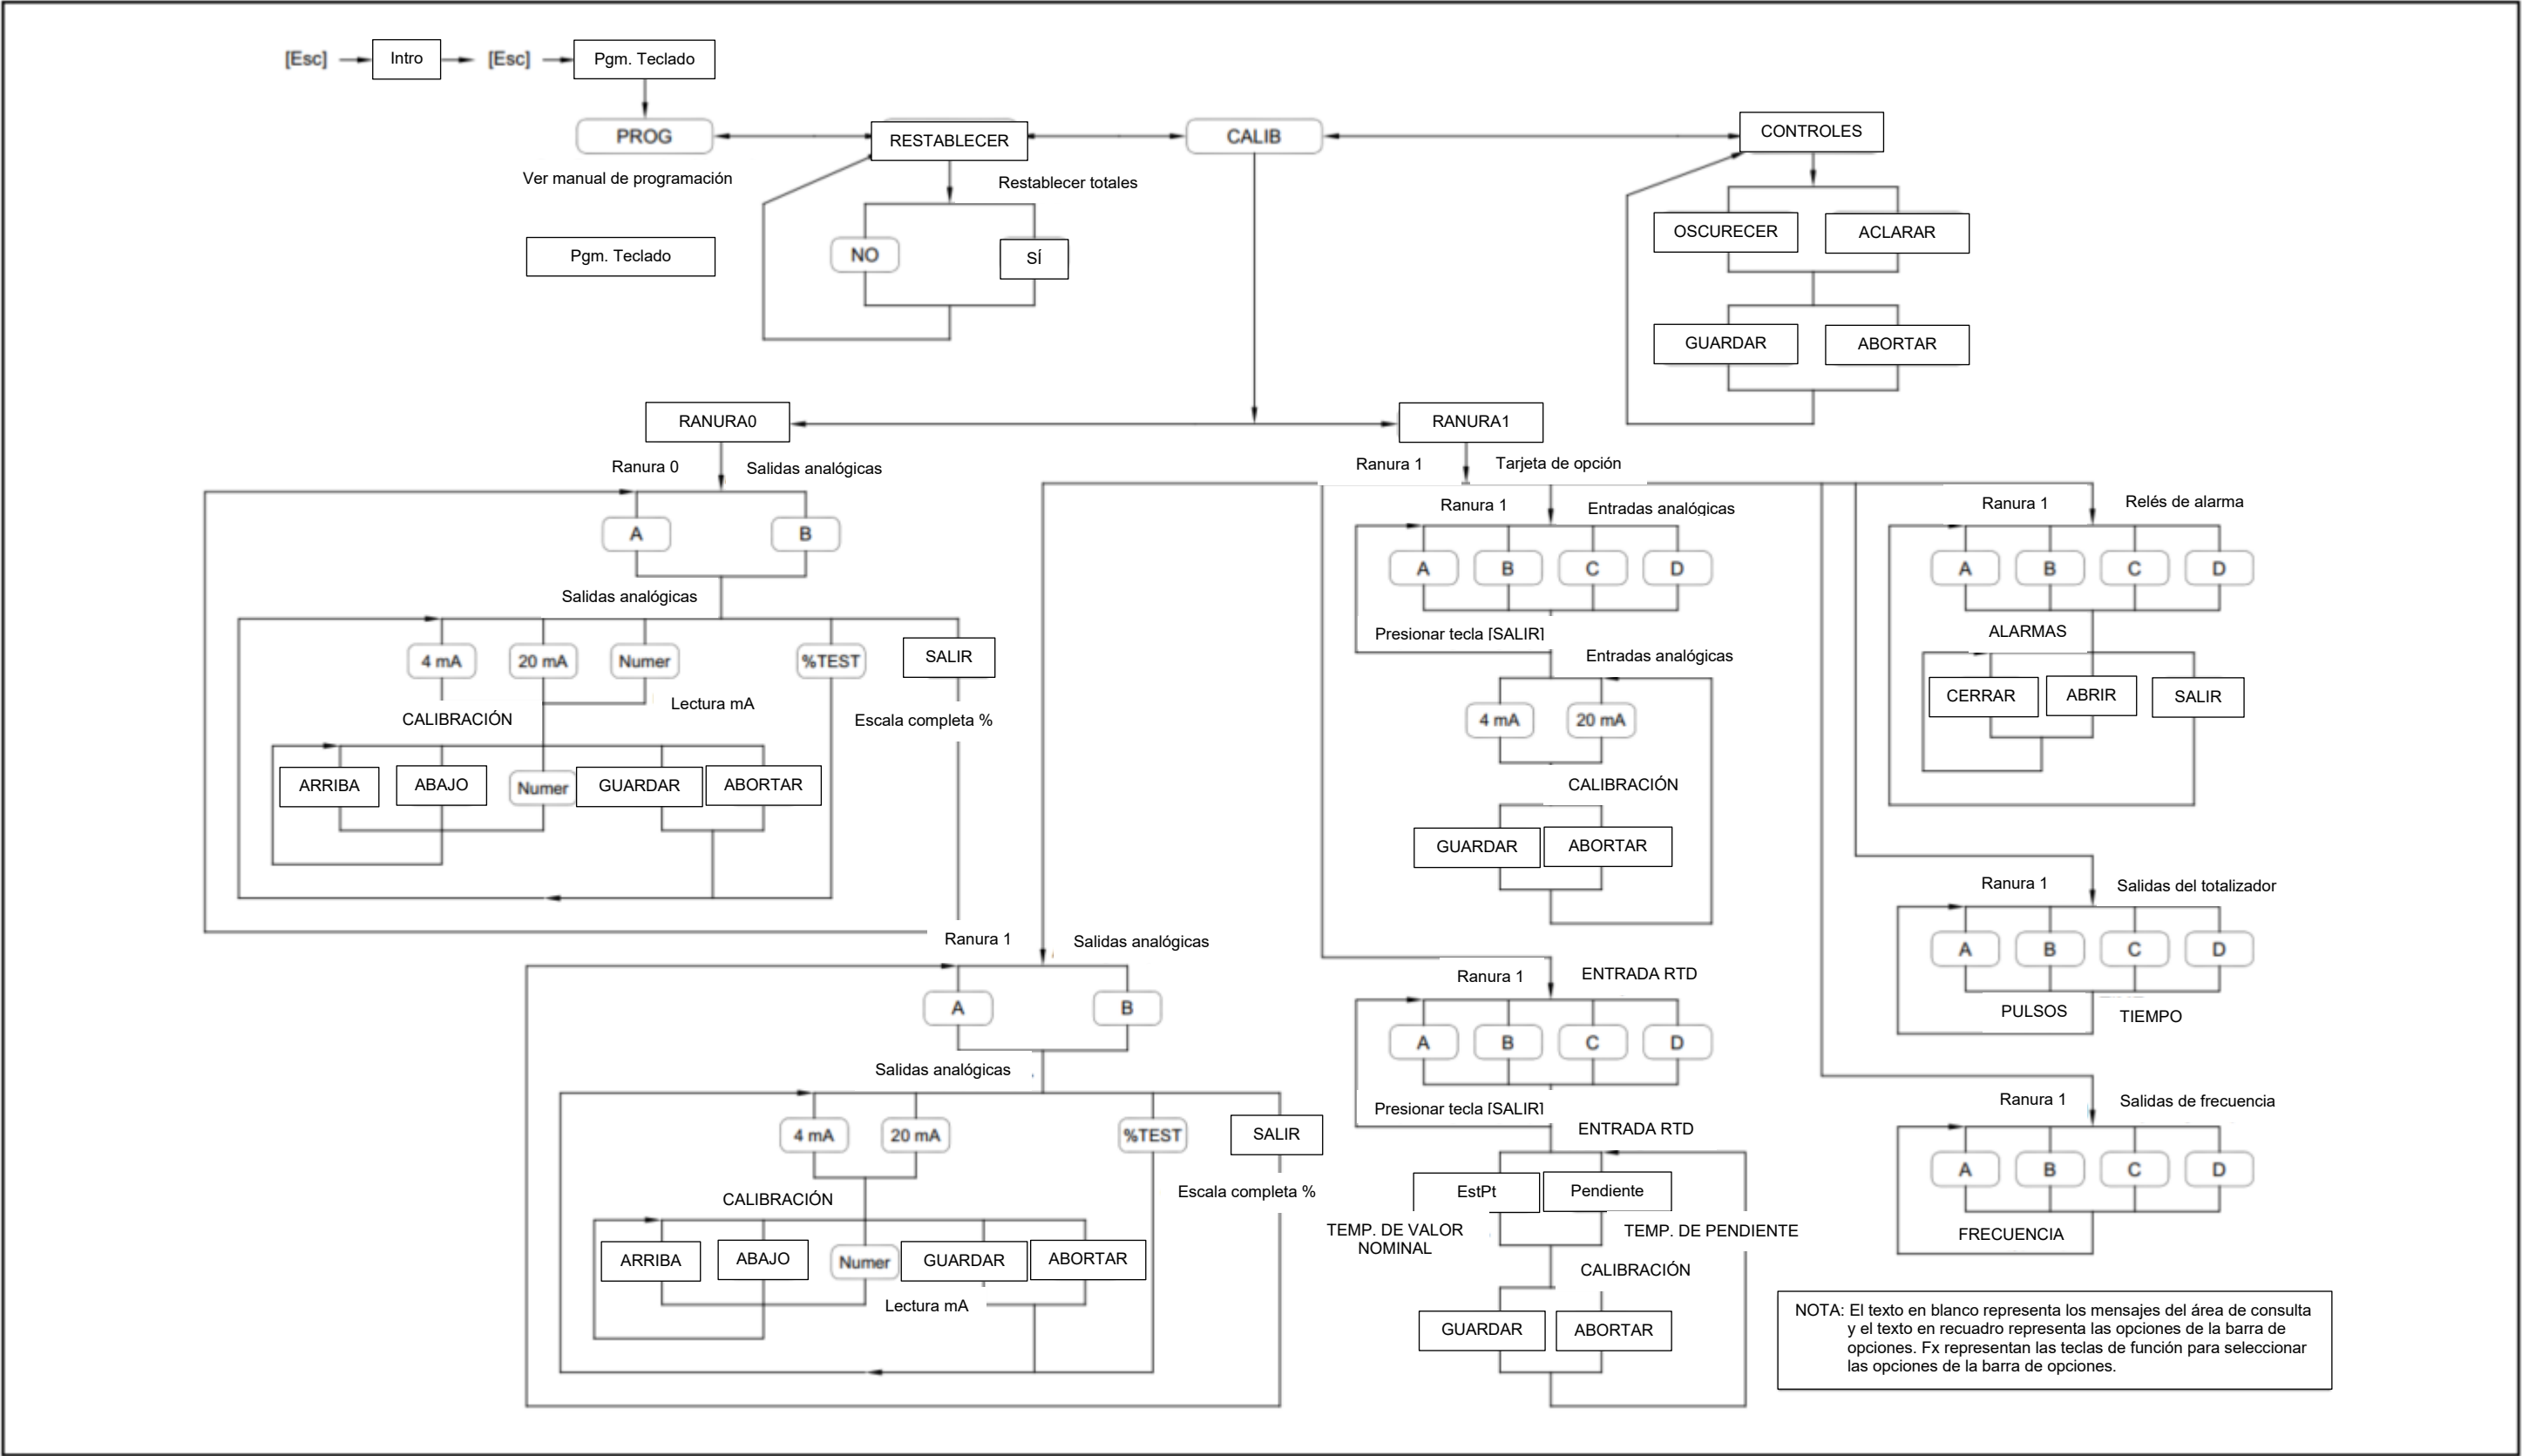 [Esc]
Intro
[Esc]
Pgm. Teclado
PROG
RESTABLECER
CALIB
CONTROLES
Ver manual de programación
Restablecer totales
Pgm. Teclado
NO
SÍ
OSCURECER
ACLARAR
GUARDAR
ABORTAR
RANURA0
RANURA1
Ranura 0
Salidas analógicas
A
B
Salidas analógicas
4 mA
20 mA
Numer
%TEST
SALIR
Lectura mA
CALIBRACIÓN
Escala completa %
ARRIBA
ABAJO
Numer
GUARDAR
ABORTAR
Ranura 1
Tarjeta de opción
Ranura 1
Salidas analógicas
A
B
Salidas analógicas
4 mA
20 mA
%TEST
SALIR
CALIBRACIÓN
Escala completa %
ARRIBA
ABAJO
Numer
GUARDAR
ABORTAR
Lectura mA
Ranura 1
Entradas analógicas
A
B
C
D
Presionar tecla [SALIR]
Entradas analógicas
4 mA
20 mA
CALIBRACIÓN
GUARDAR
ABORTAR
Ranura 1
ENTRADA RTD
A
B
C
D
Presionar tecla [SALIR]
ENTRADA RTD
EstPt
Pendiente
TEMP. DE VALOR
NOMINAL
TEMP. DE PENDIENTE
CALIBRACIÓN
GUARDAR
ABORTAR
Ranura 1
Relés de alarma
A
B
C
D
ALARMAS
CERRAR
ABRIR
SALIR
Ranura 1
Salidas del totalizador
A
B
C
D
PULSOS
TIEMPO
Ranura 1
Salidas de frecuencia
A
B
C
D
FRECUENCIA
NOTA: El texto en blanco representa los mensajes del área de consulta
y el texto en recuadro representa las opciones de la barra de
opciones. Fx representan las teclas de función para seleccionar
las opciones de la barra de opciones.